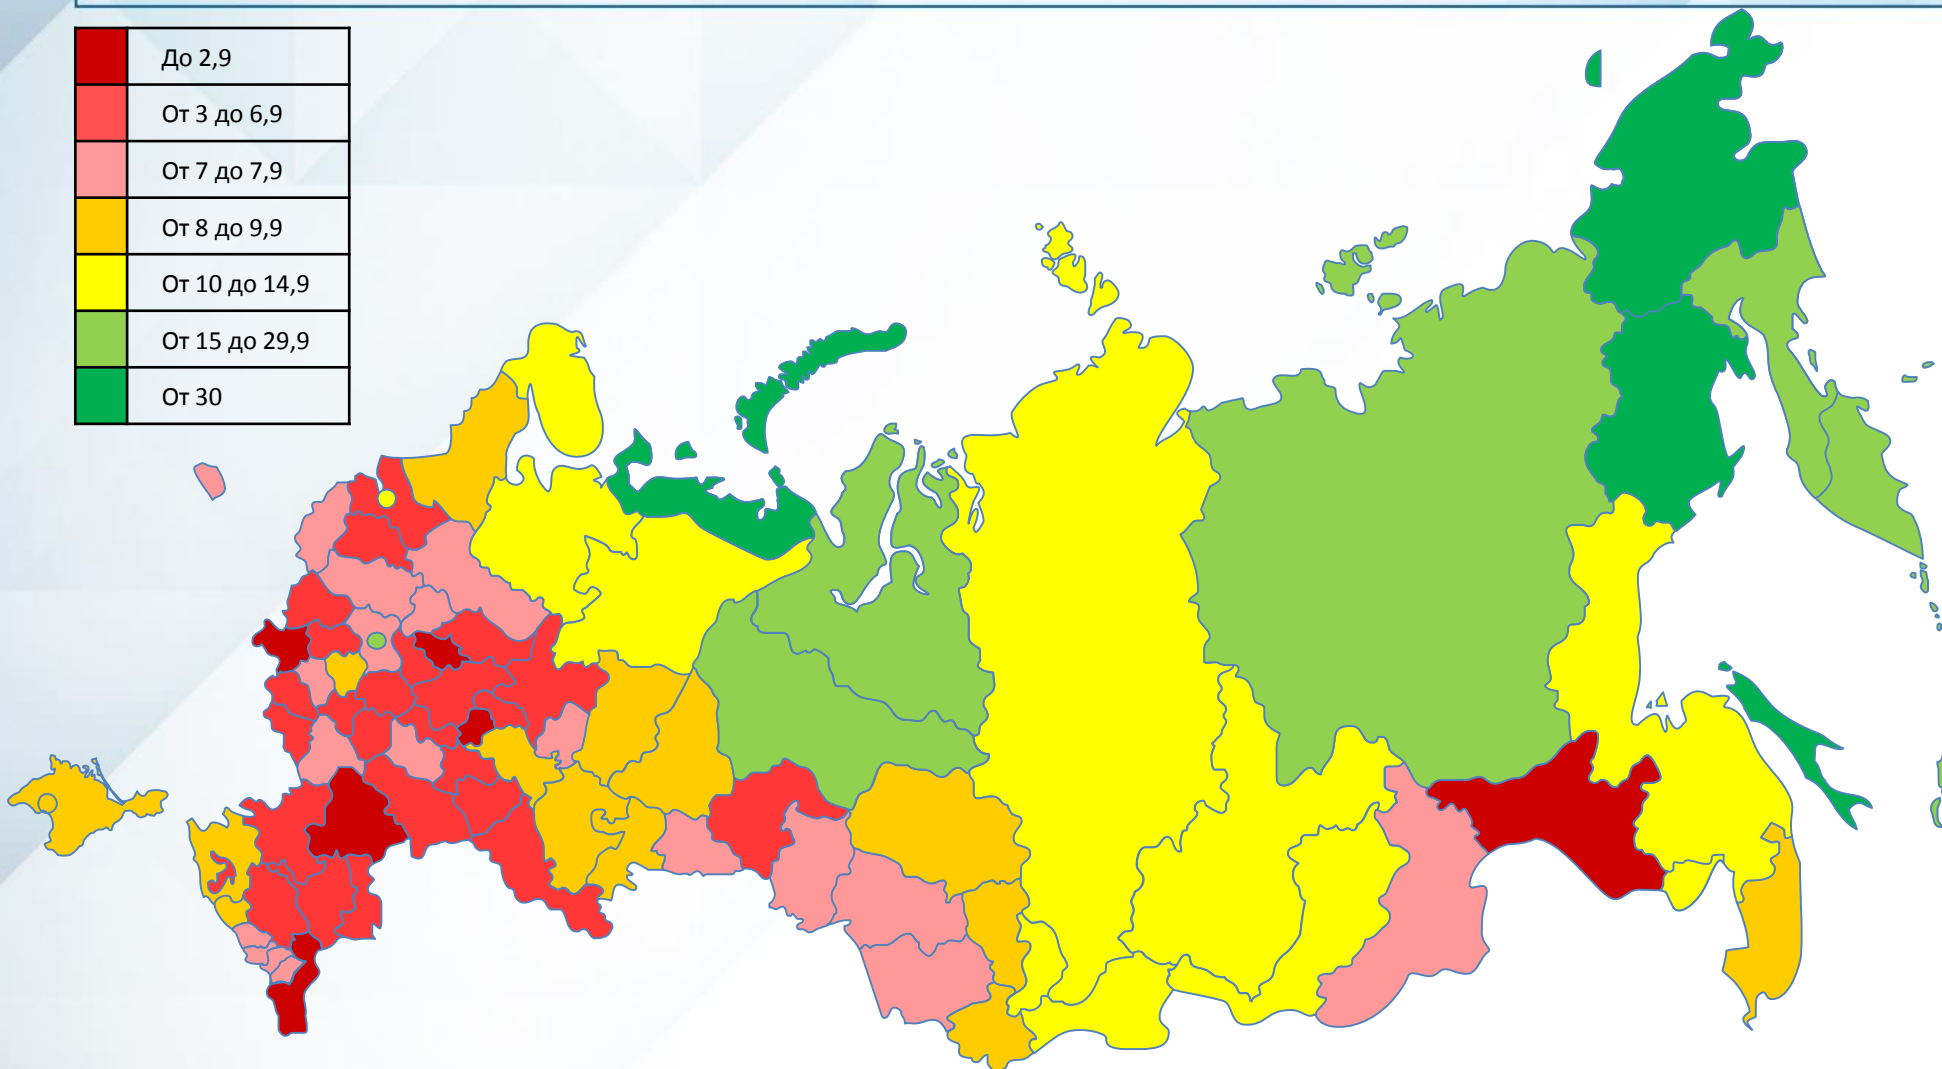 До 2,9
От 3 до 6,9
От 7 до 7,9
От 8 до 9,9
От 10 до 14,9
От 15 до 29,9
От 30